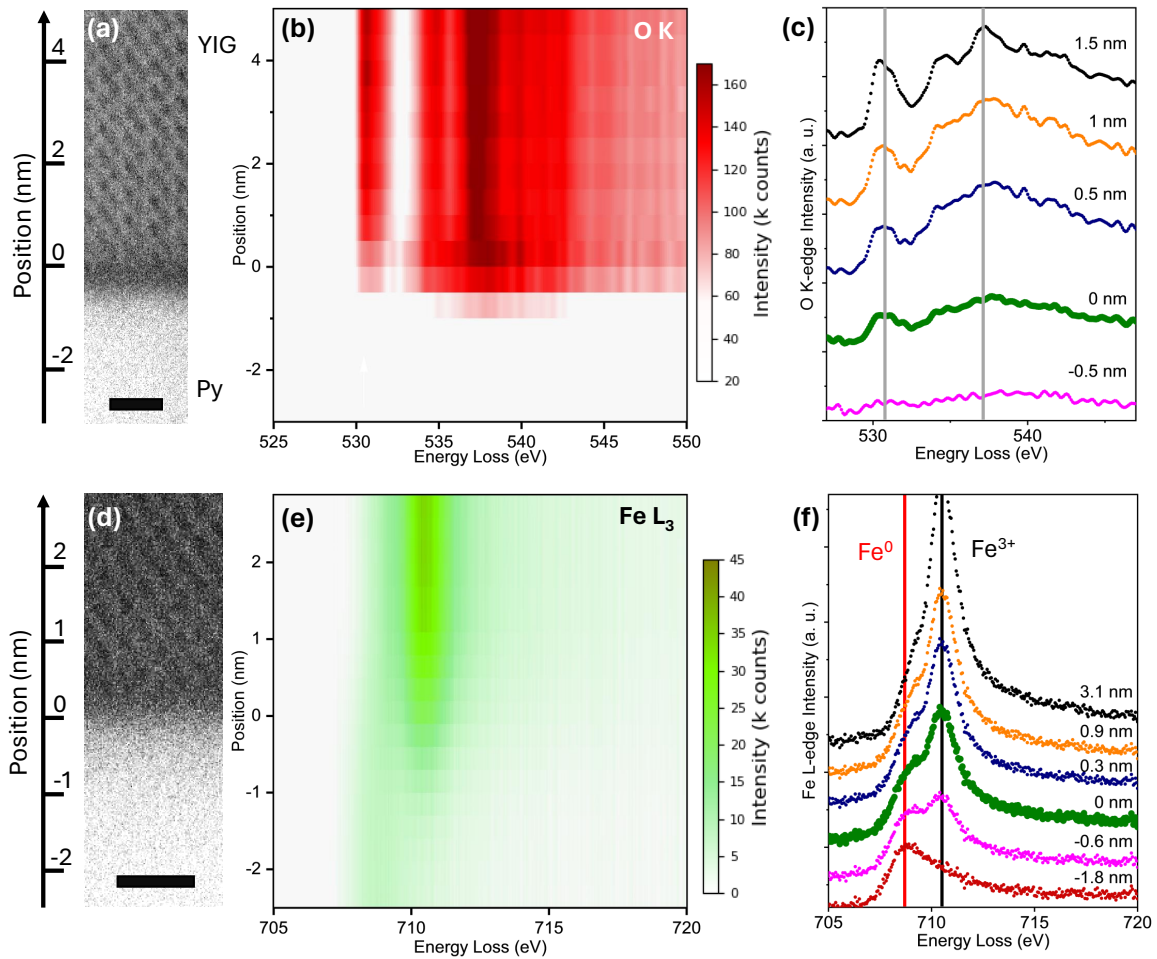 (a)
YIG
Py
Position (nm)
4
2
0
-2
(b)
O K
Position (nm)
4
2
0
-2
525 530 535 540 545 550
Energy Loss (eV)
160
140
120
100
80
60
40
20
Intensity (k counts)
(c)
O K-edge Intensity (a. u.)
1.5 nm
1 nm
0.5 nm
0 nm
-0.5 nm
530 540
Enegry Loss (eV)
(d)
Position (nm)
2
1
0
-1
-2
(e)
Fe L₃
Position (nm)
2
1
0
-1
-2
705 710 715 720
Energy Loss (eV)
45
40
35
30
25
20
15
10
5
0
Intensity (k counts)
(f)
Fe⁰
Fe³⁺
Fe L-edge Intensity (a. u.)
3.1 nm
0.9 nm
0.3 nm
0 nm
-0.6 nm
-1.8 nm
705 710 715 720
Energy Loss (eV)